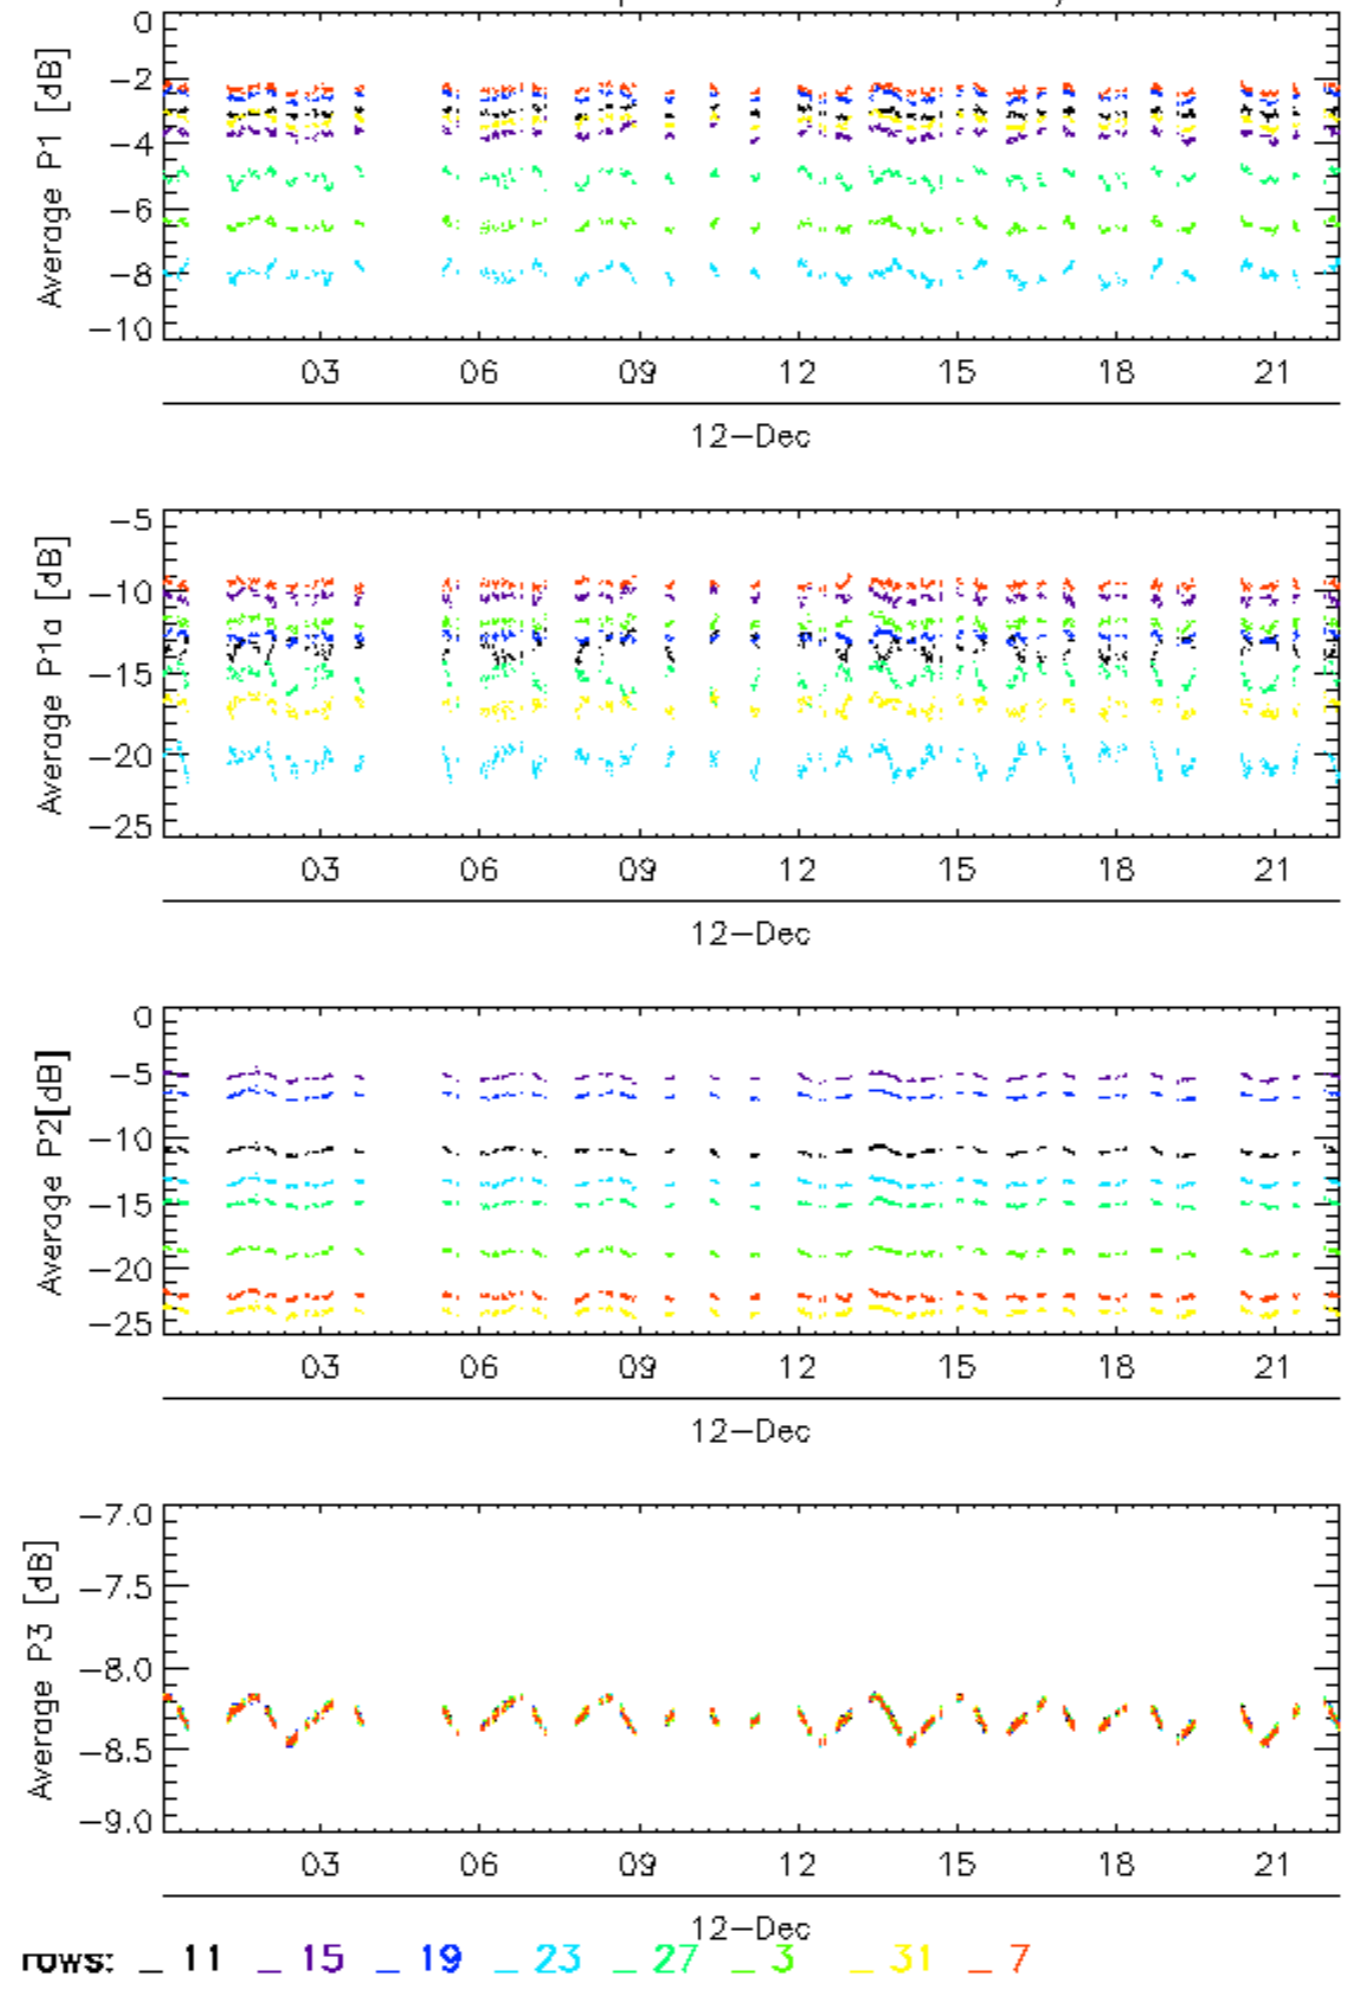 0
−2
−4
−6
−8
−10
Average P1 [dB]
03 06 09 12 15 18 21
12−Dec
−5
−10
−15
−20
−25
Average P1a [dB]
03 06 09 12 15 18 21
12−Dec
0
−5
−10
−15
−20
−25
Average P2[dB]
03 06 09 12 15 18 21
12−Dec
−7.0
−7.5
−8.0
−8.5
−9.0
Average P3 [dB]
03 06 09 12 15 18 21
12−Dec
rows: _ 11 _ 15 _ 19 _ 23 _ 27 _ 3 _ 31 _ 7